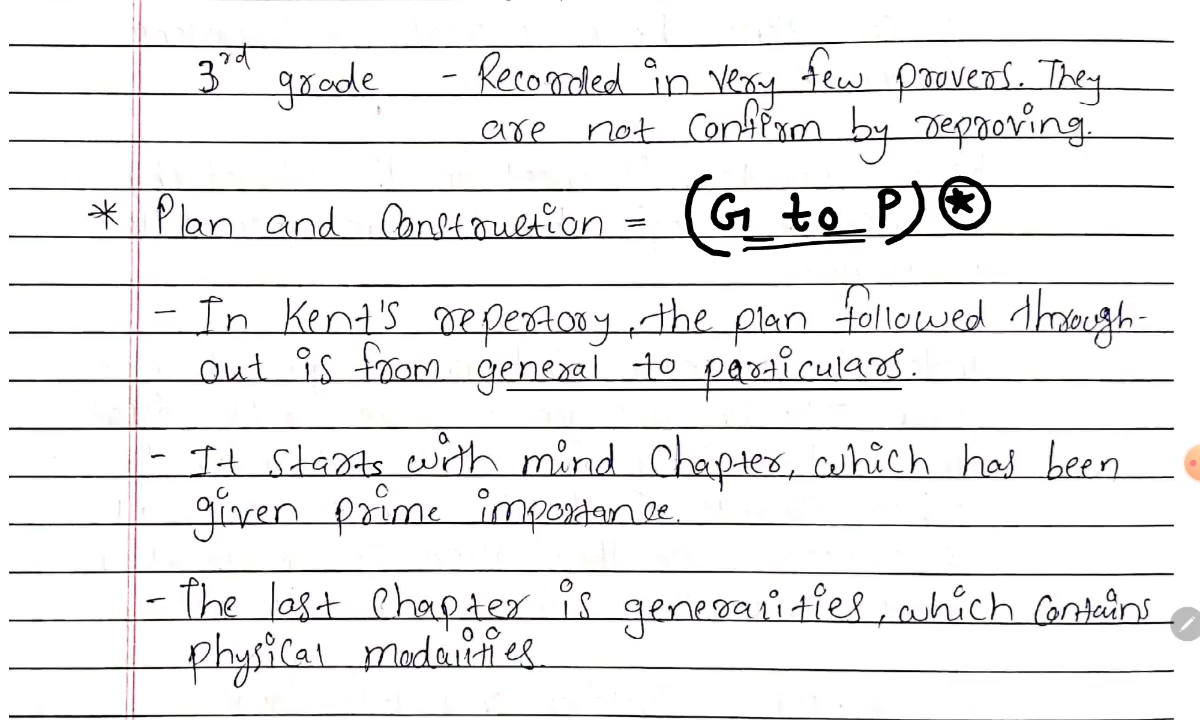 3rd grade - Recorded in very few provers. They
are not confirm by reproving.
* Plan and Construction = (G to P) *
- In Kent's repertory, the plan followed through-
out is from general to particulars.
- It starts with mind Chapter, which has been
given prime importance.
- The last Chapter is generalities, which Contains
physical modalities.